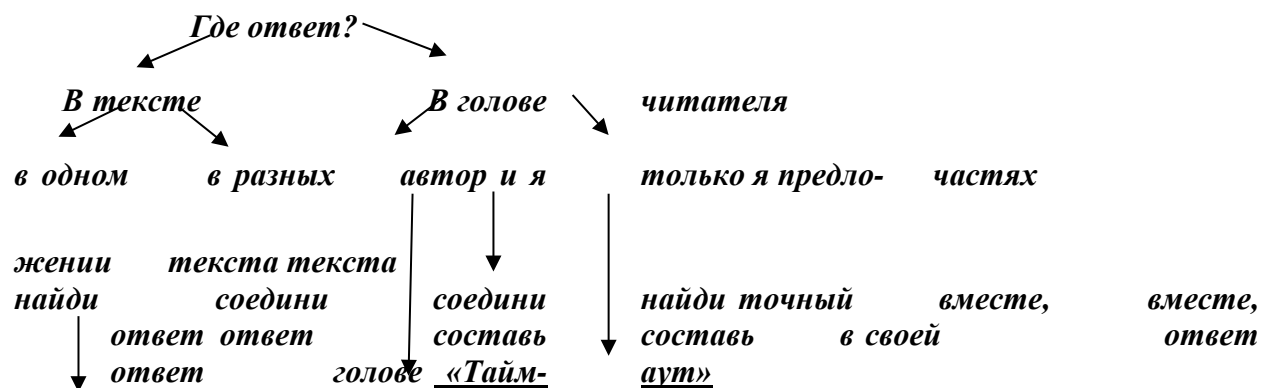 Где ответ?
В тексте В голове читателя
в одном в разных автор и я только я предло- частях
жении текста текста
найди соедини соедини найди точный вместе, вместе,
ответ ответ составь составь в своей ответ
ответ голове «Тайм- аут»